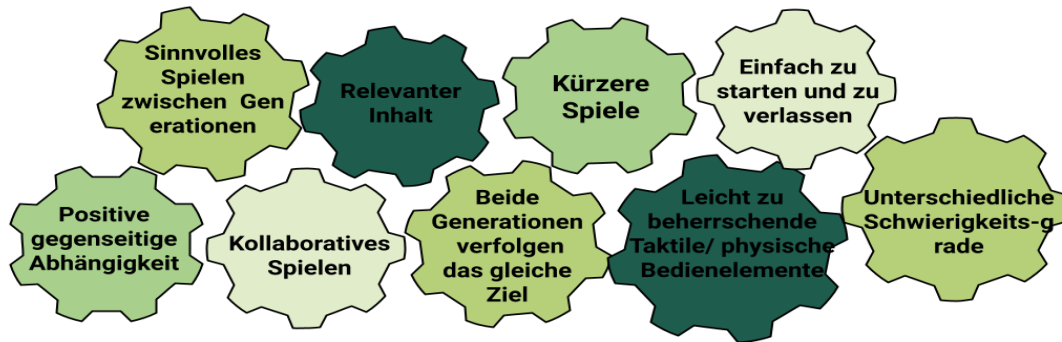 Sinnvolles
Spielen
zwischen Gen
erationen
Relevanter
Inhalt
Kürzere
Spiele
Einfach zu
starten und zu
verlassen
Positive
gegenseitige
Abhängigkeit
Kollaboratives
Spielen
Beide
Generationen
verfolgen
das gleiche
Ziel
Leicht zu
beherrschende
Taktile/ physische
Bedienelemente
Unterschiedliche
Schwierigkeits-g
rade